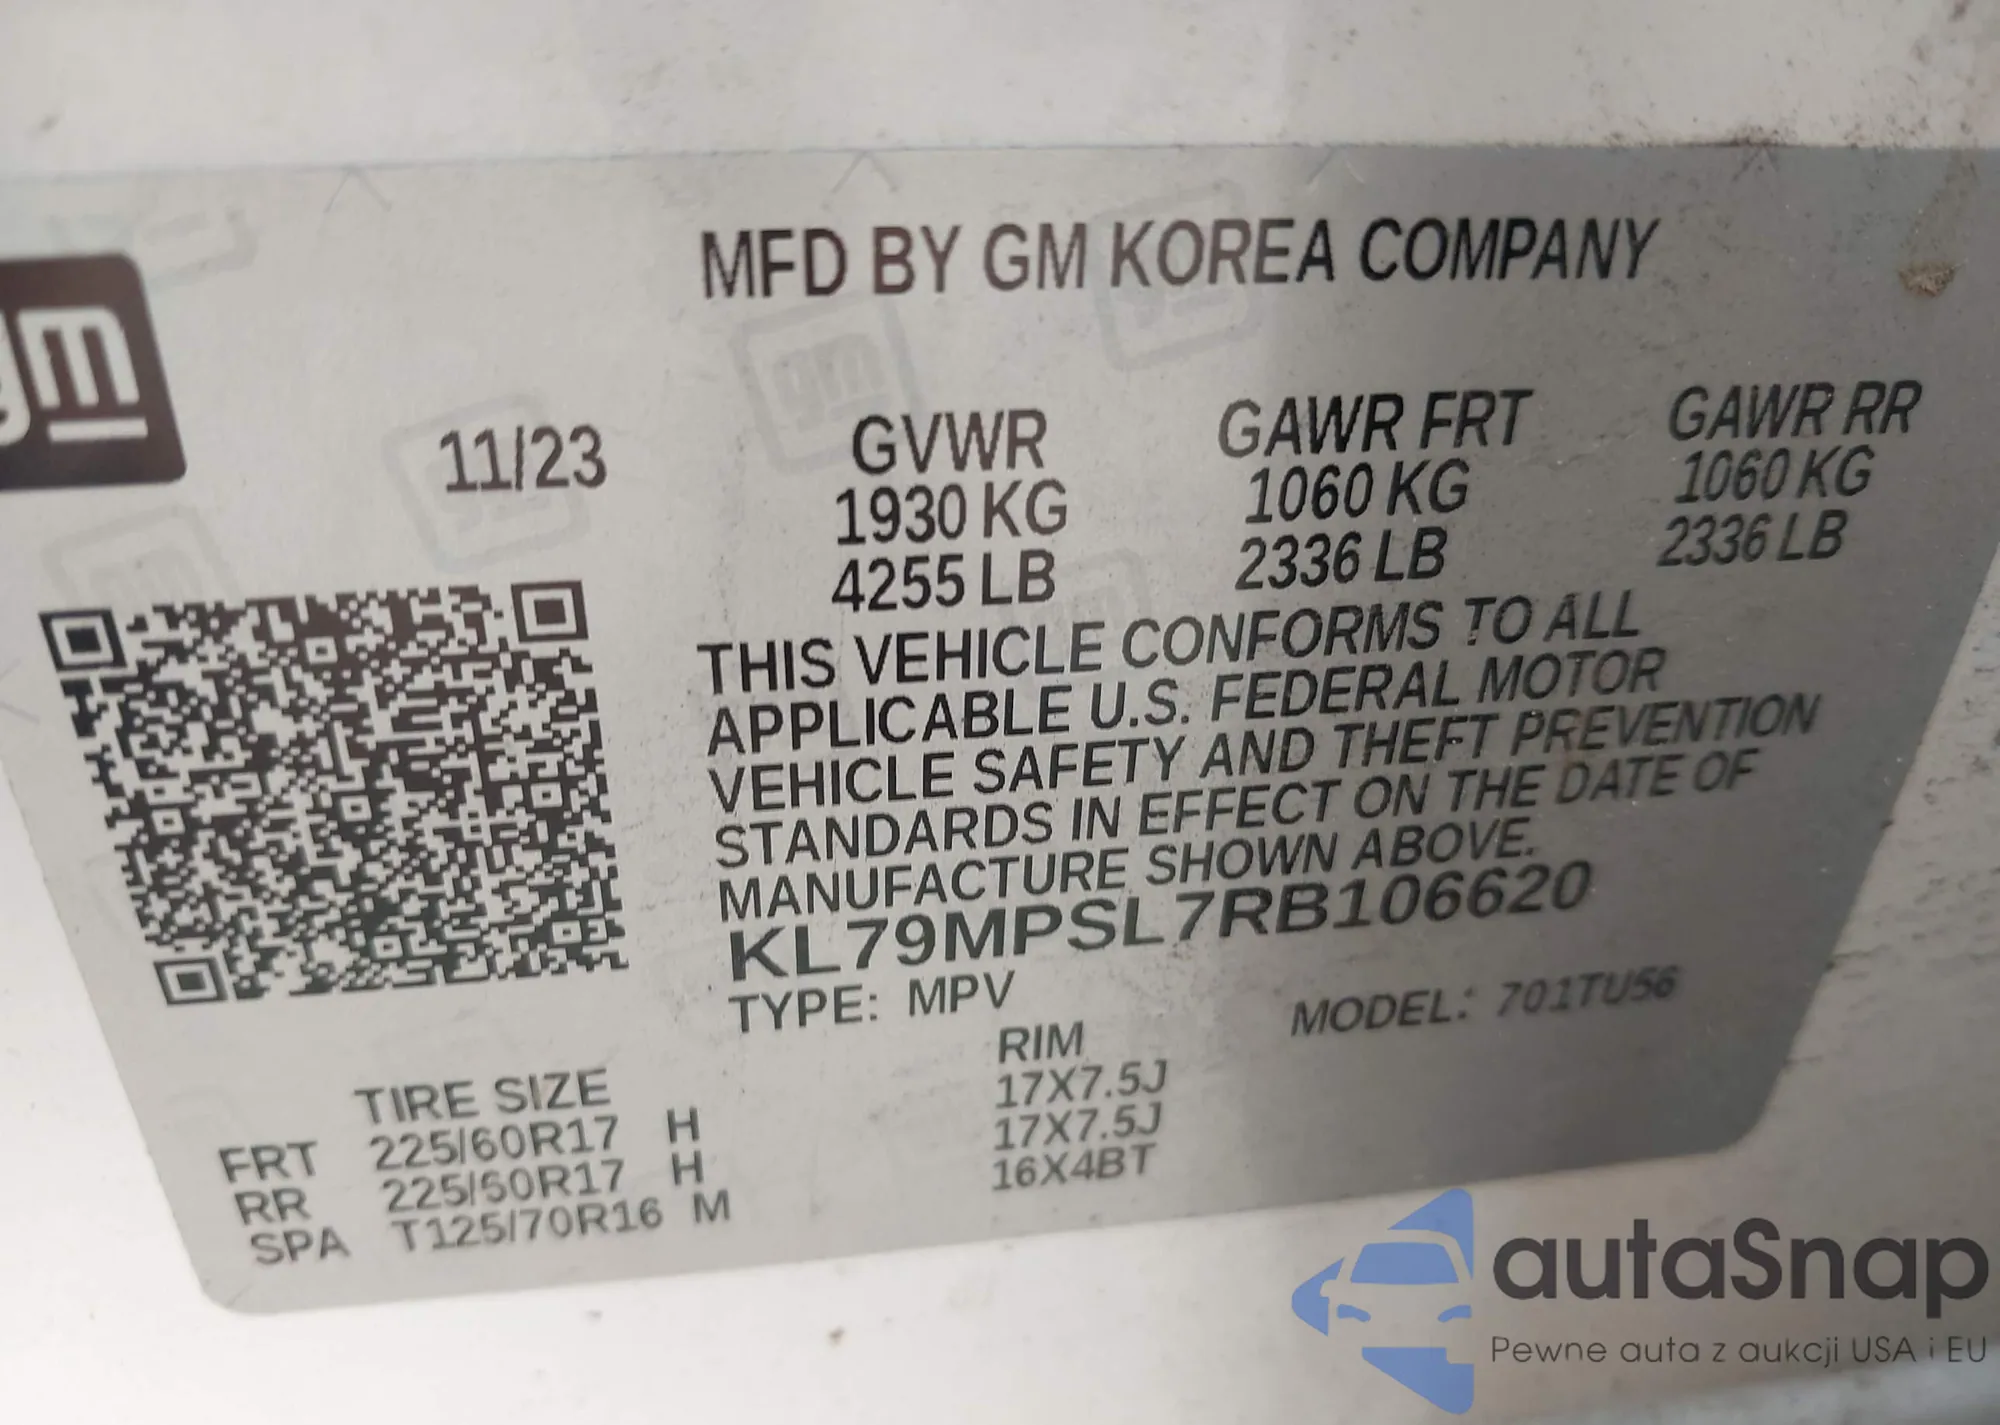 MFD BY GM KOREA COMPANY
gm
11/23
GVWR GAWR FRT GAWR RR
1930 KG 1060 KG 1060 KG
4255 LB 2336 LB 2336 LB
THIS VEHICLE CONFORMS TO ALL
APPLICABLE U.S. FEDERAL MOTOR
VEHICLE SAFETY AND THEFT PREVENTION
STANDARDS IN EFFECT ON THE DATE OF
MANUFACTURE SHOWN ABOVE.
KL79MPSL7RB106620
TYPE: MPV MODEL: 701TU56
TIRE SIZE RIM
FRT 225/60R17 H 17X7.5J
RR 225/60R17 H 17X7.5J
SPA T125/70R16 M 16X4BT
autoSnap
Pewne auta z aukcji USA i EU